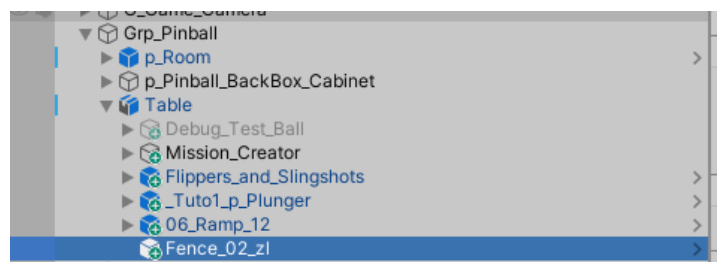 Grp_Pinball
p_Room
p_Pinball_BackBox_Cabinet
Table
Debug_Test_Ball
Mission_Creator
Flippers_and_Slingshots
_Tuto1_p_Plunger
06_Ramp_12
Fence_02_zl